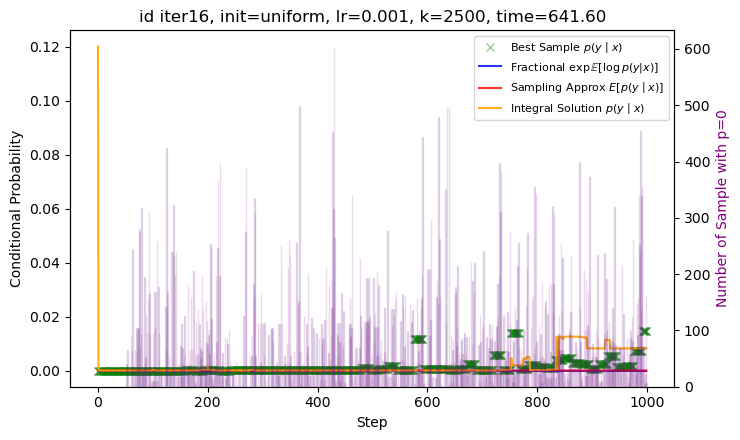 id iter16, init=uniform, lr=0.001, k=2500, time=641.60
Best Sample p(y | x)
Fractional exp𝔼[log p(y|x)]
Sampling Approx E[p(y | x)]
Integral Solution p(y | x)
Conditional Probability
0.12
0.10
0.08
0.06
0.04
0.02
0.00
600
500
400
300
200
100
0
Number of Sample with p=0
0 200 400 600 800 1000
Step